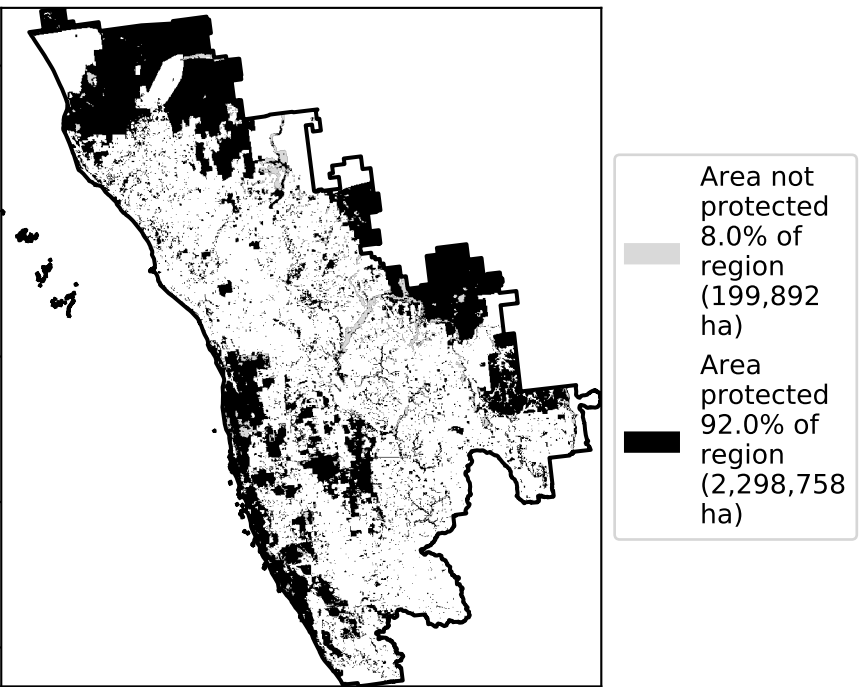 Area not
protected
8.0% of
region
(199,892
ha)
Area
protected
92.0% of
region
(2,298,758
ha)